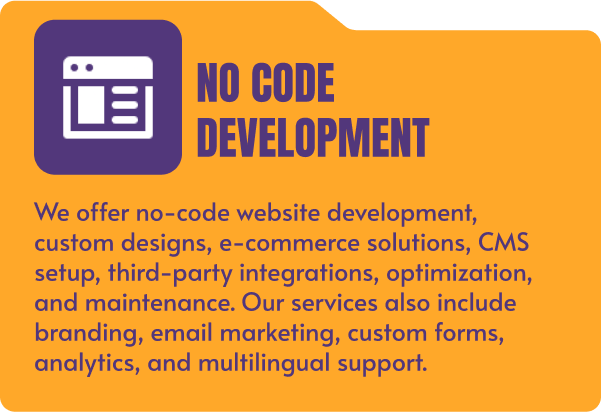 NO CODE
DEVELOPMENT
We offer no-code website development,
custom designs, e-commerce solutions, CMS
setup, third-party integrations, optimization,
and maintenance. Our services also include
branding, email marketing, custom forms,
analytics, and multilingual support.